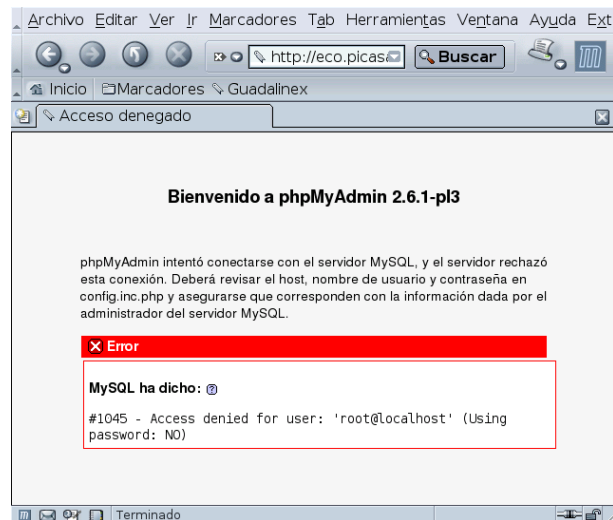 Archivo Editar Ver Ir Marcadores Tab Herramientas Ventana Ayuda Ext
http://eco.picas Buscar
Inicio Marcadores Guadalinex
Acceso denegado
Bienvenido a phpMyAdmin 2.6.1-pl3
phpMyAdmin intentó conectarse con el servidor MySQL, y el servidor rechazó
esta conexión. Deberá revisar el host, nombre de usuario y contraseña en
config.inc.php y asegurarse que corresponden con la información dada por el
administrador del servidor MySQL.
Error
MySQL ha dicho:
#1045 - Access denied for user: 'root@localhost' (Using
password: NO)
Terminado